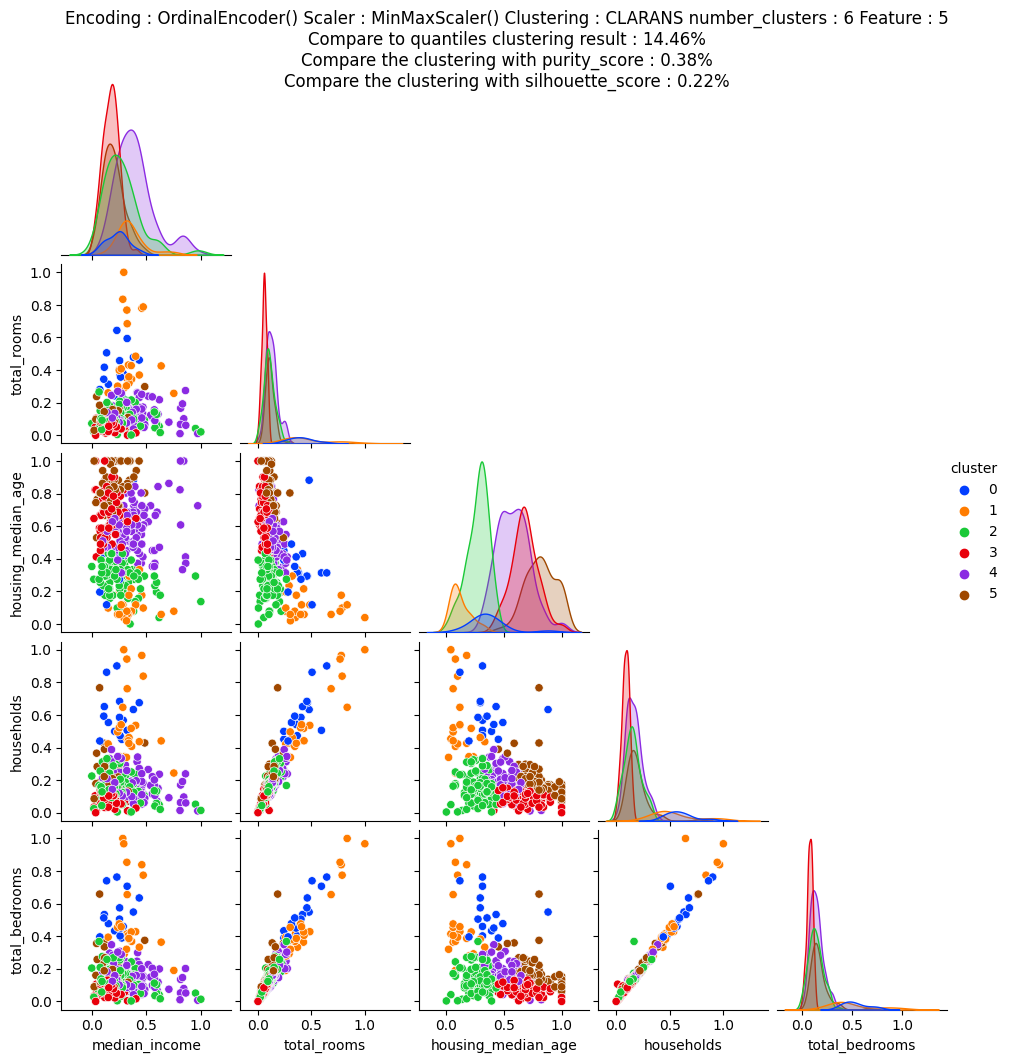 Encoding : OrdinalEncoder() Scaler : MinMaxScaler() Clustering : CLARANS number_clusters : 6 Feature : 5
Compare to quantiles clustering result : 14.46%
Compare the clustering with purity_score : 0.38%
Compare the clustering with silhouette_score : 0.22%
total_rooms
1.0
0.8
0.6
0.4
0.2
0.0
housing_median_age
1.0
0.8
0.6
0.4
0.2
0.0
cluster
0
1
2
3
4
5
households
1.0
0.8
0.6
0.4
0.2
0.0
total_bedrooms
1.0
0.8
0.6
0.4
0.2
0.0
0.0 0.5 1.0 0.0 0.5 1.0 0.0 0.5 1.0 0.0 0.5 1.0 0.0 0.5 1.0
median_income total_rooms housing_median_age households total_bedrooms